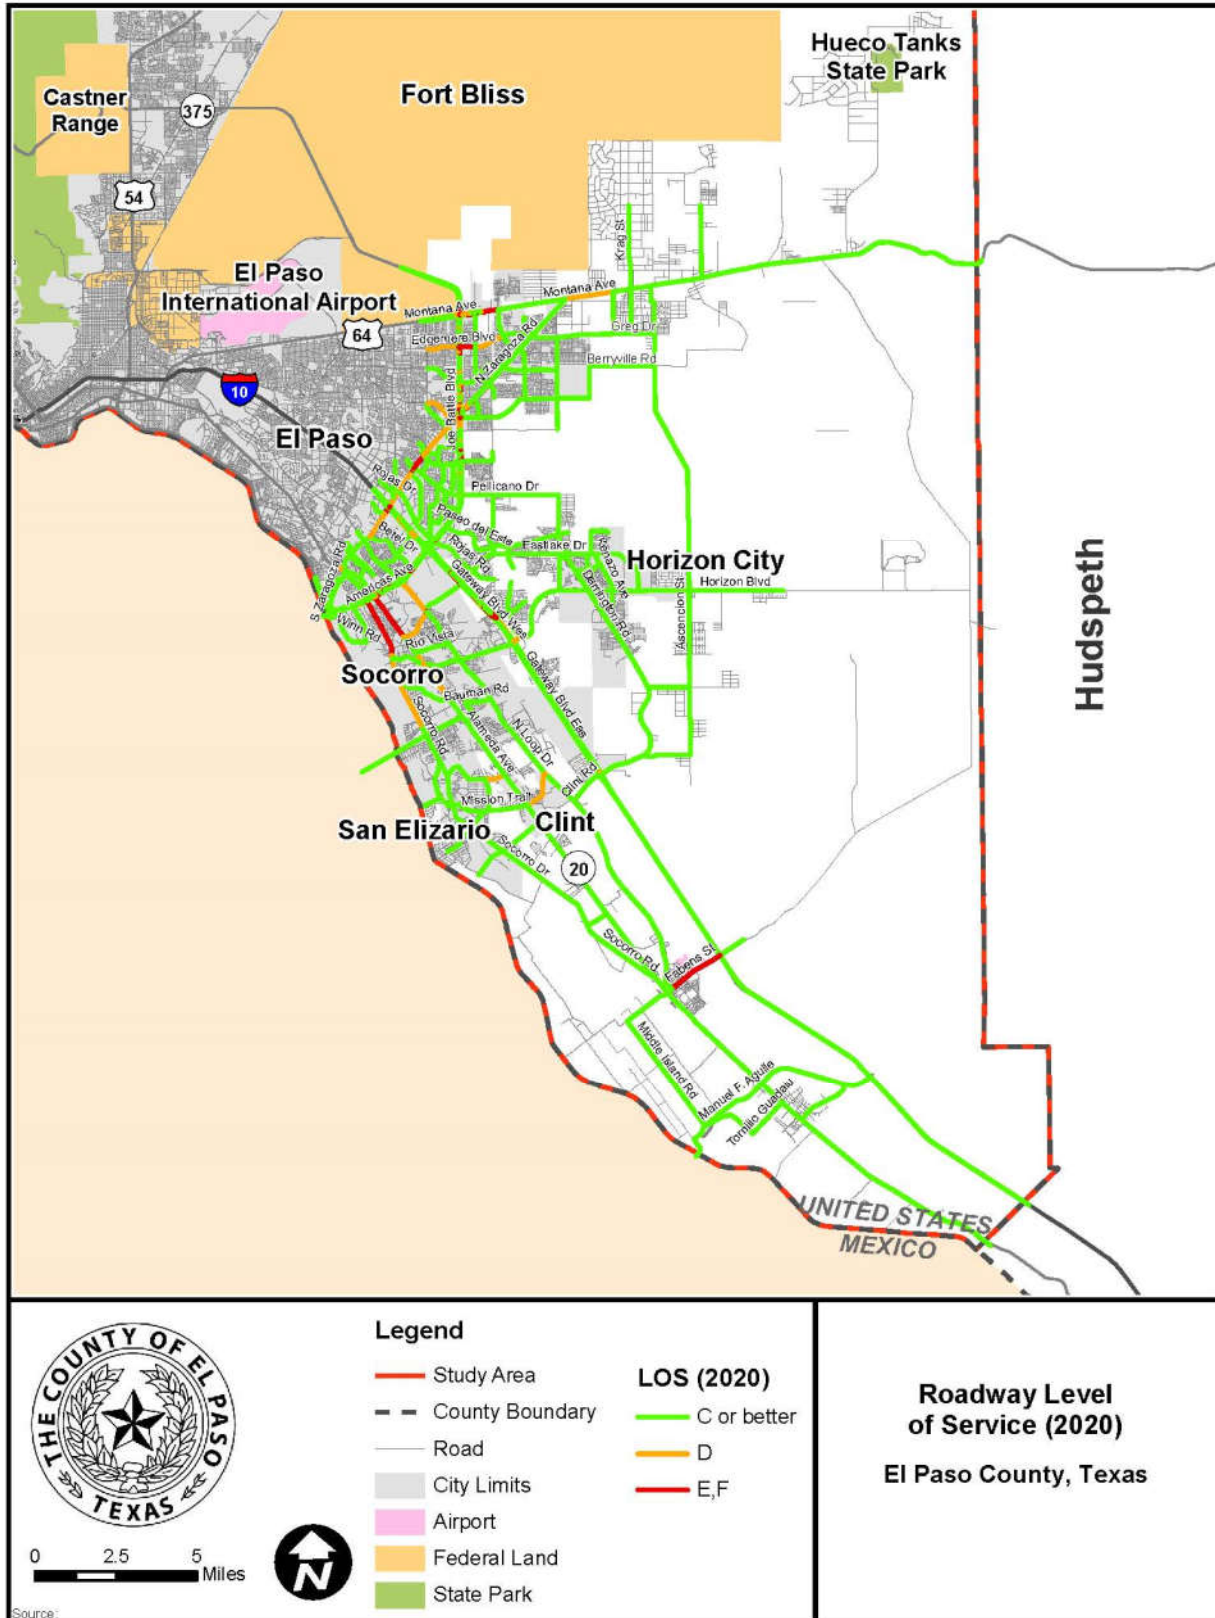 Hueco Tanks
State Park
Castner
Range
Fort Bliss
375
54
Krag St
El Paso
International Airport
Montana Ave
Montana Ave
64
Greg Dr
Edgemere Blvd
N Zaragoza Rd
Berryville Rd
10
Joe Battle Blvd
El Paso
Rojas Dr
Pellicano Dr
Paseo del Este
Betel Dr
Eastlake Dr
Rojas Rd
Kenazo Ave
Horizon City
S Zaragoza Rd
Americas Ave
Gateway Blvd Wes
Darrington Rd
Horizon Blvd
Ascencion St
Winn Rd
Rio Vista
Hudspeth
Socorro
Bauman Rd
Gateway Blvd Eas
Socorro Rd
Alameda Ave
N Loop Dr
Clint Rd
Mission Trail
San Elizario
Clint
Socorro Dr
20
Socorro Rd
Fabens St
Middle Island Rd
Manuel F. Aguile
Tornillo Guadalu
UNITED STATES
MEXICO
THE COUNTY OF EL PASO
TEXAS
0 2.5 5
Miles
N
Source:
Legend
Study Area
County Boundary
Road
City Limits
Airport
Federal Land
State Park
LOS (2020)
C or better
D
E,F
Roadway Level
of Service (2020)
El Paso County, Texas